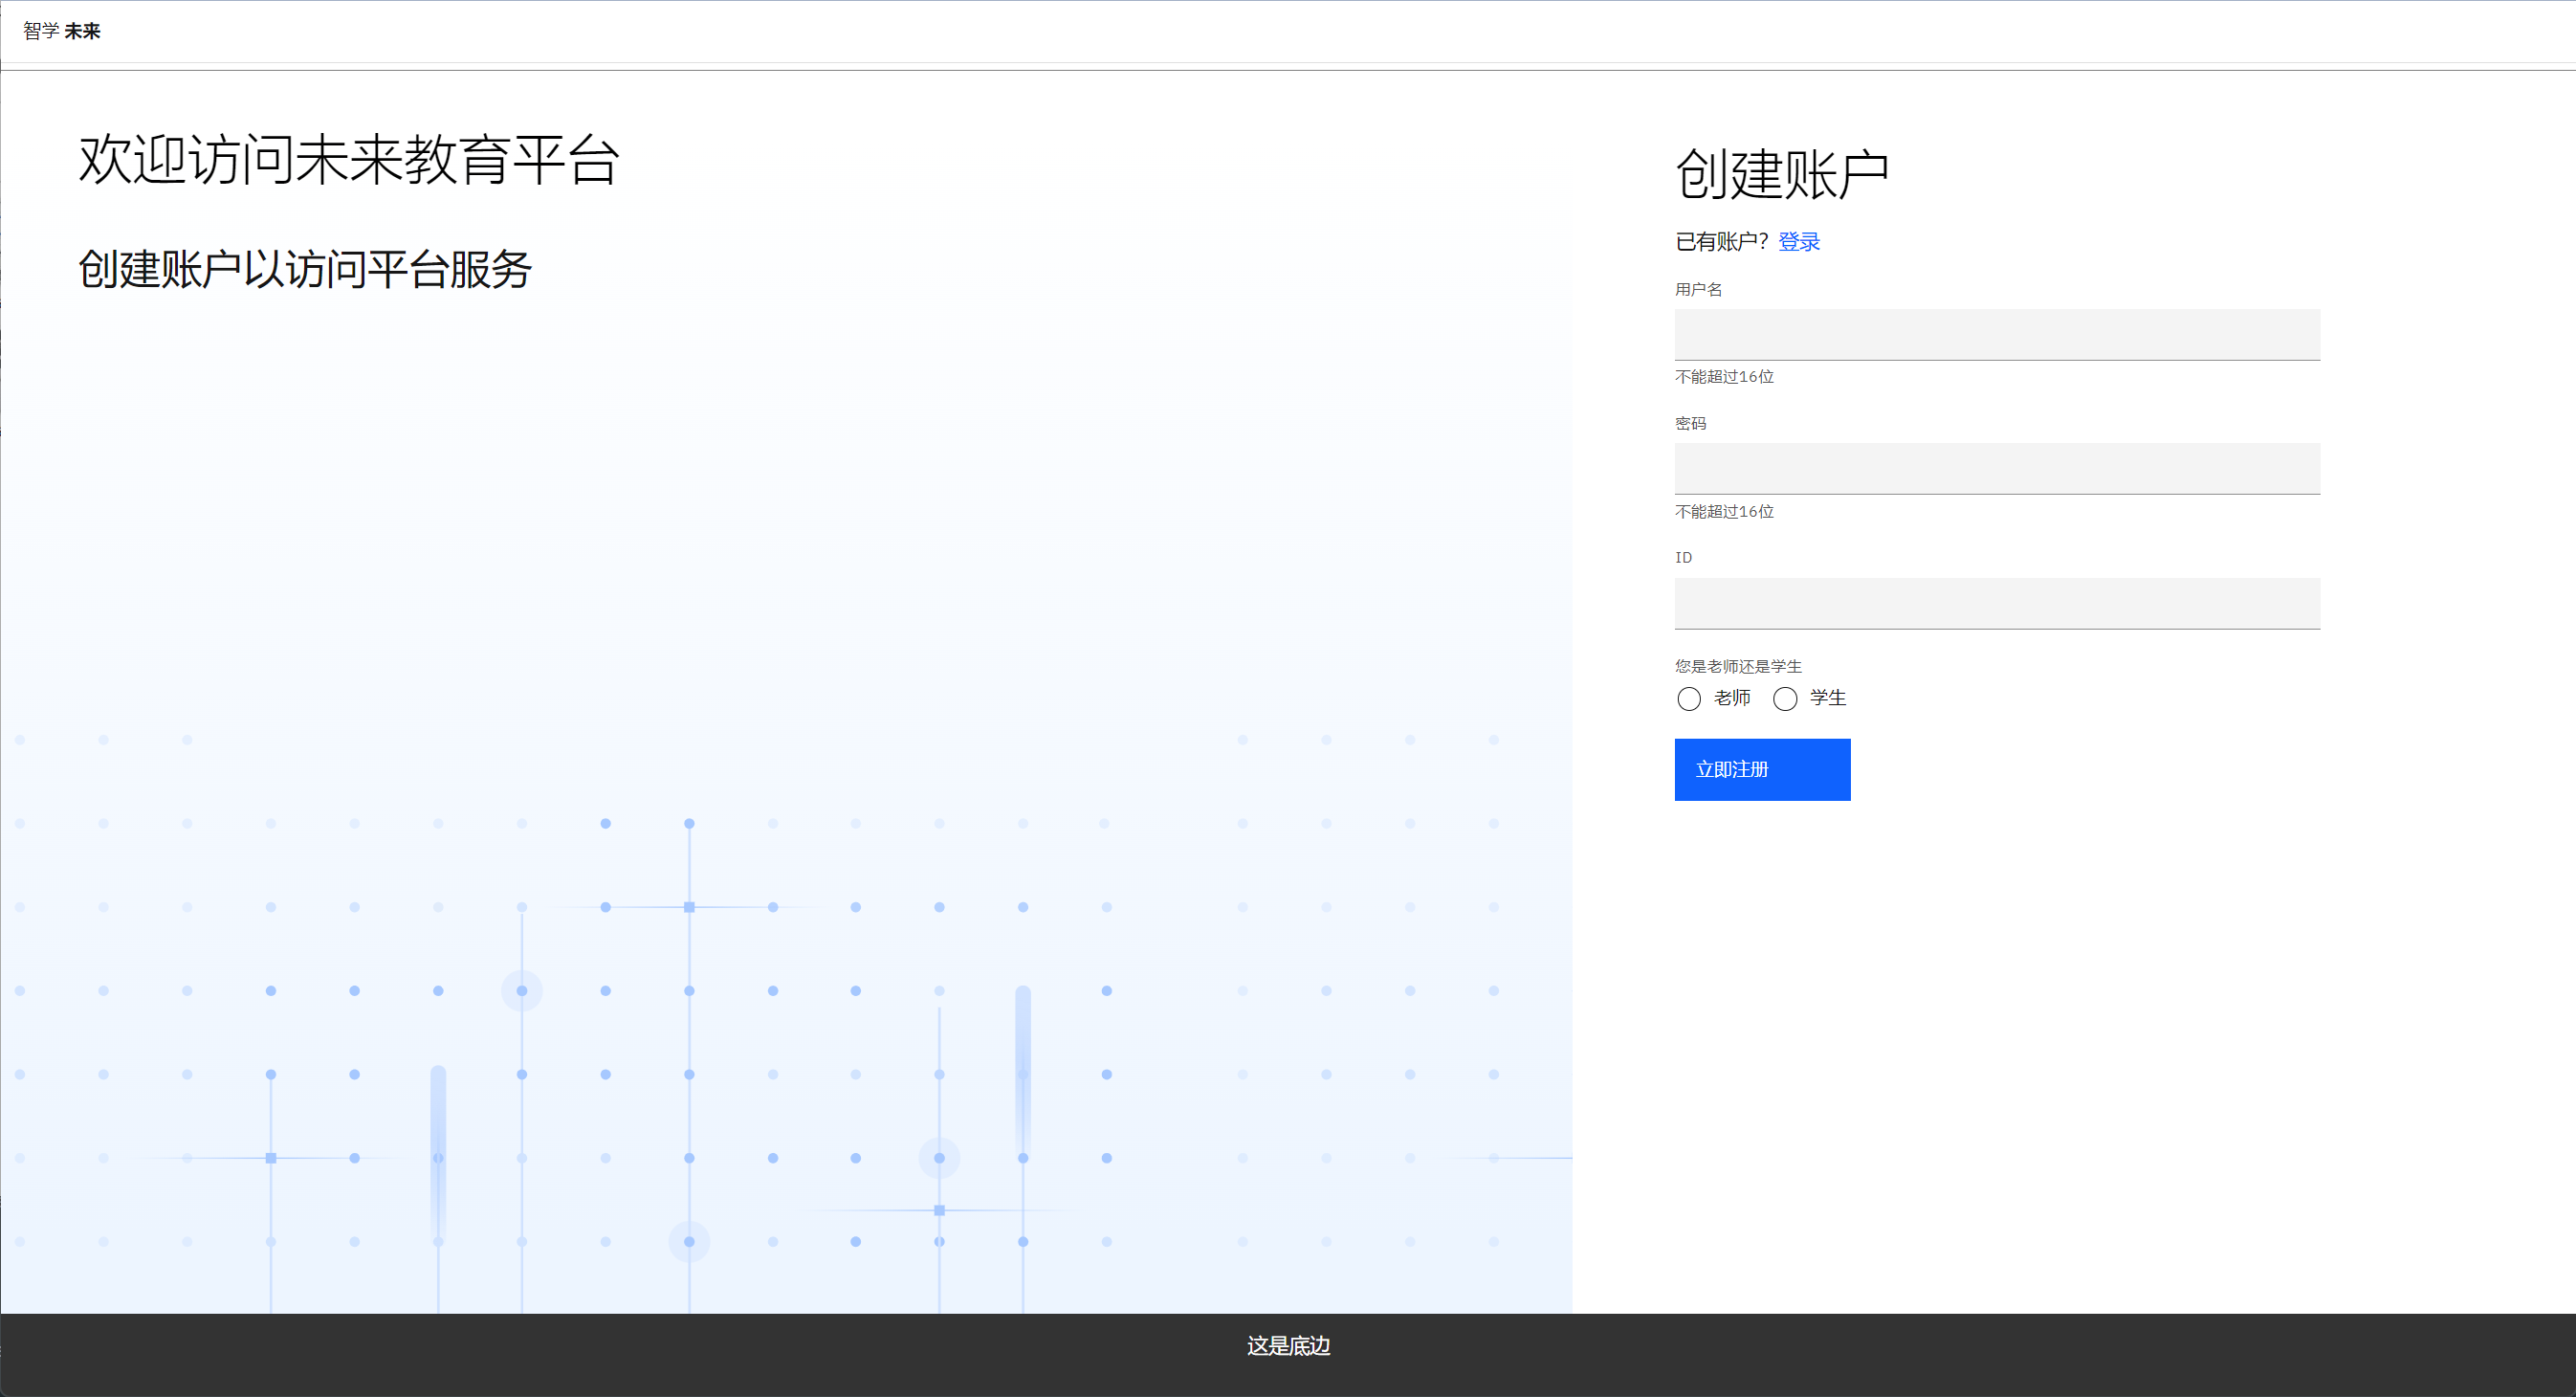 智学 未来
欢迎访问未来教育平台
创建账户以访问平台服务
创建账户
已有账户？登录
用户名
不能超过16位
密码
不能超过16位
ID
您是老师还是学生
老师 学生
立即注册
这是底边